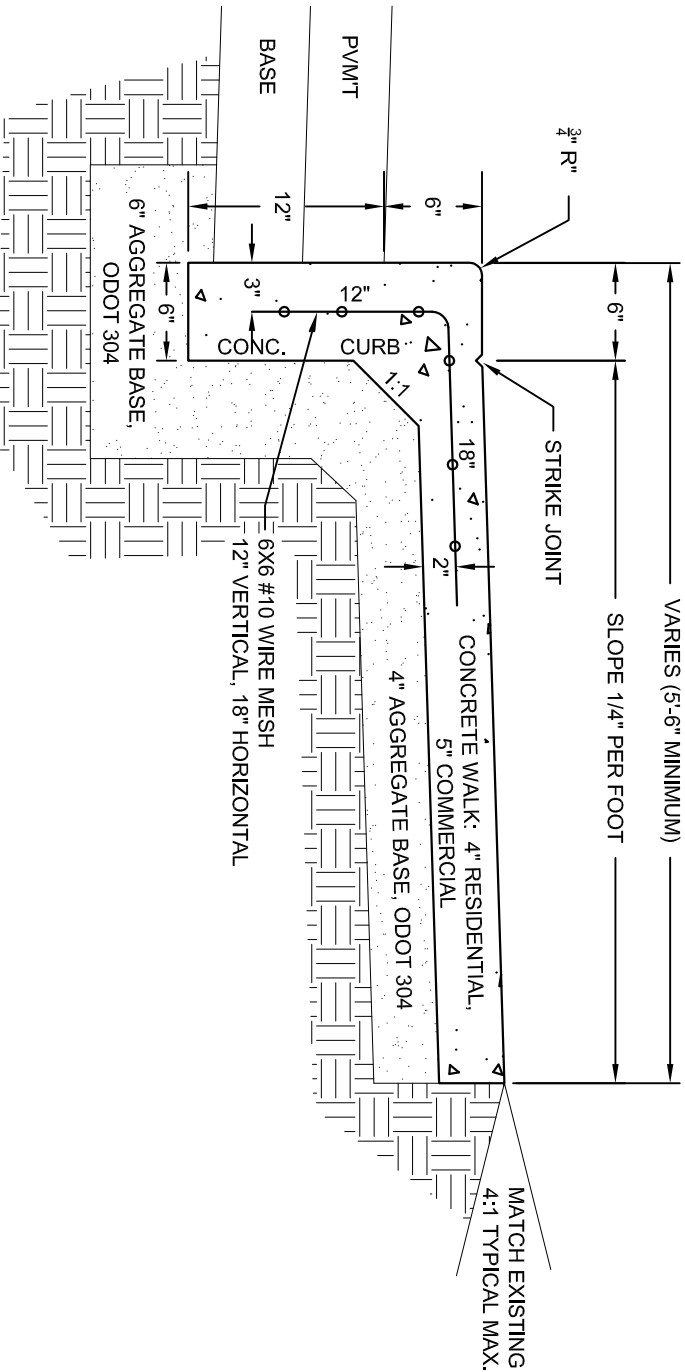 VARIES (5'-6" MINIMUM)
6"
SLOPE 1/4" PER FOOT
3/4" R"
STRIKE JOINT
MATCH EXISTING
4:1 TYPICAL MAX.
6"
12"
PVM'T
BASE
3"
12"
18"
2"
CONC. CURB
1:1
6"
CONCRETE WALK: 4" RESIDENTIAL,
5" COMMERCIAL
4" AGGREGATE BASE, ODOT 304
6" AGGREGATE BASE,
ODOT 304
6X6 #10 WIRE MESH
12" VERTICAL, 18" HORIZONTAL